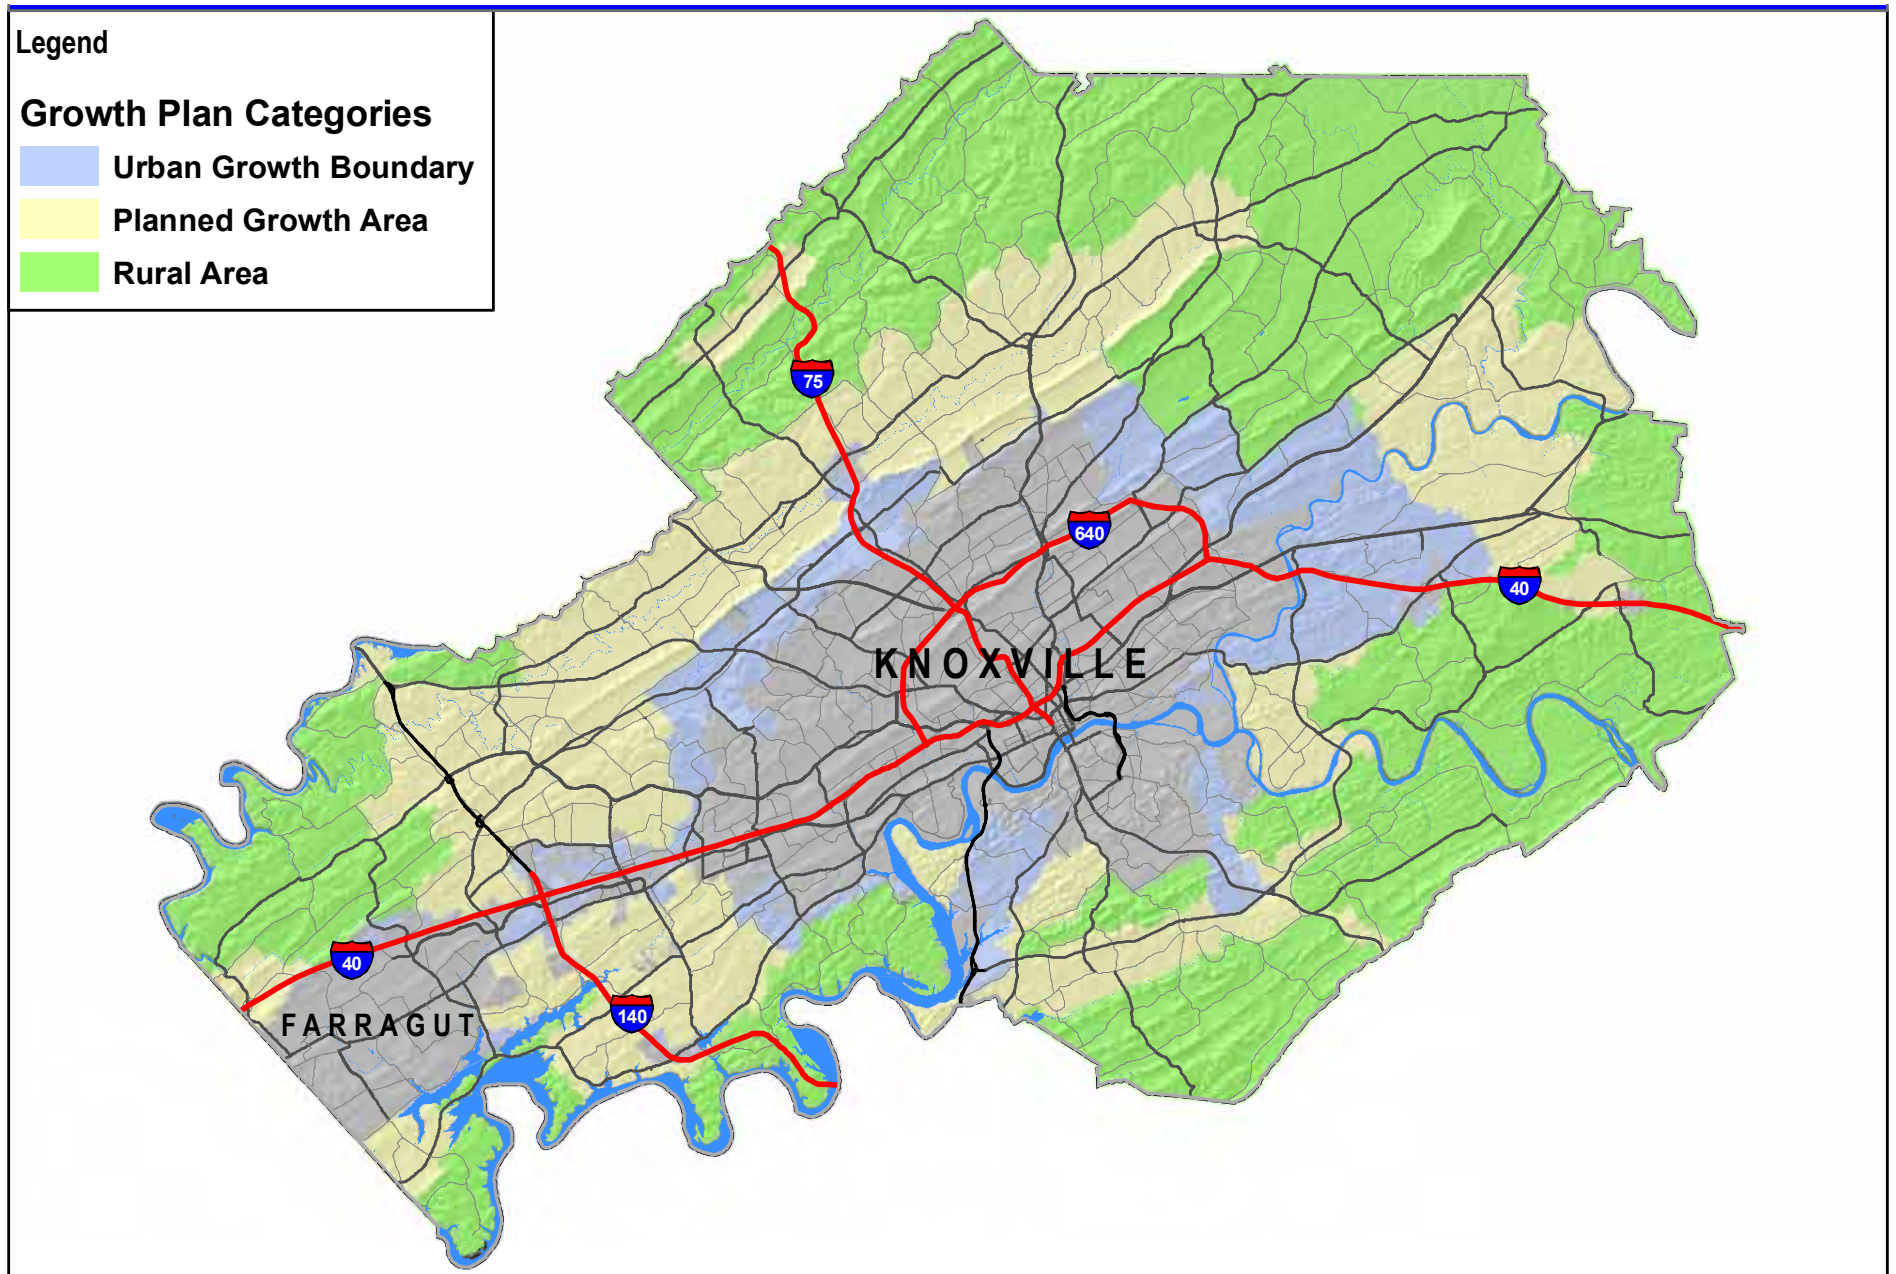 Legend
Growth Plan Categories
Urban Growth Boundary
Planned Growth Area
Rural Area
75
640
40
KNOXVILLE
40
140
FARRAGUT